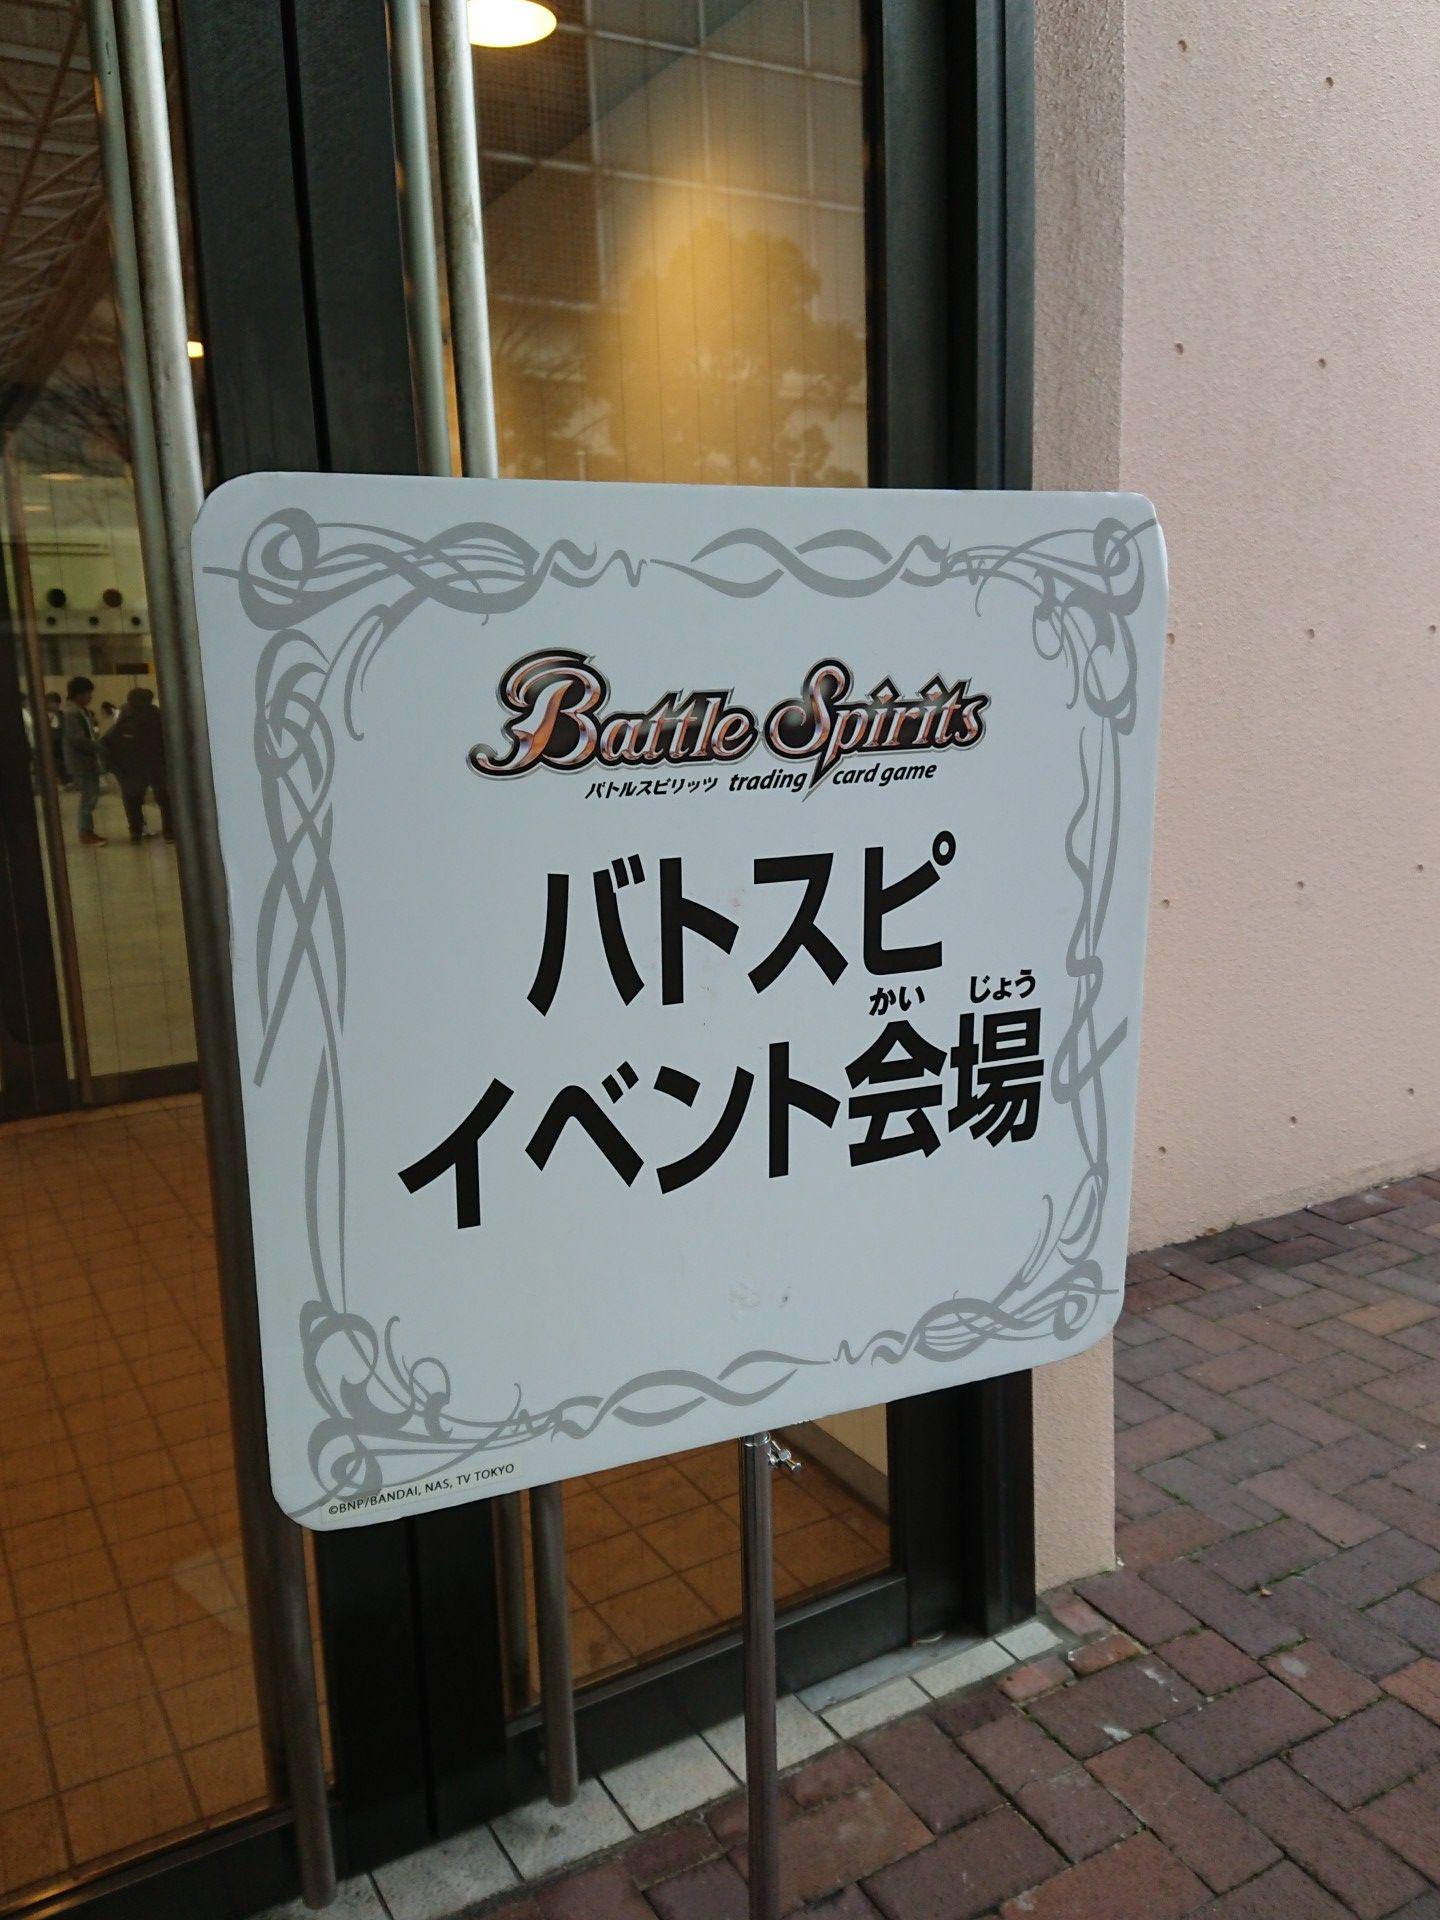 Battle Spirits
バトルスピリッツ trading card game
バトスピ
かい じょう
イベント会場
©BNP/BANDAI, NAS, TV TOKYO